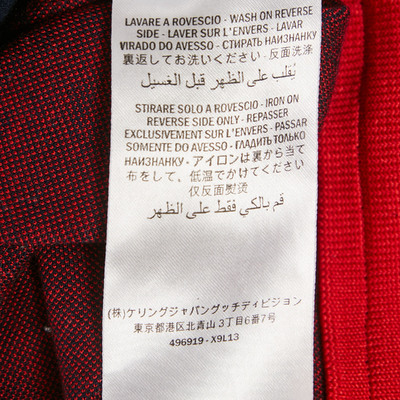 LAVARE A ROVESCIO - WASH ON REVERSE
SIDE - LAVER SUR L'ENVERS - LAVAR
VIRADO DO AVESSO - СТИРАТЬ НАИЗНАНКУ
裏返してお洗いください - 反面洗涤
يُقلب على الظهر قبل الغسيل
STIRARE SOLO A ROVESCIO - IRON ON
REVERSE SIDE ONLY - REPASSER
EXCLUSIVEMENT SUR L'ENVERS - PASSAR
SOMENTE DO AVESSO - ГЛАДИТЬ ТОЛЬКО
НАИЗНАНКУ - アイロンは裏から当て
布をして、低温でかけてください
仅反面熨烫
قم بالكي فقط على الظهر
(株)ケリングジャパングッチディビジョン
東京都港区北青山 3丁目6番7号
496919 - X9L13